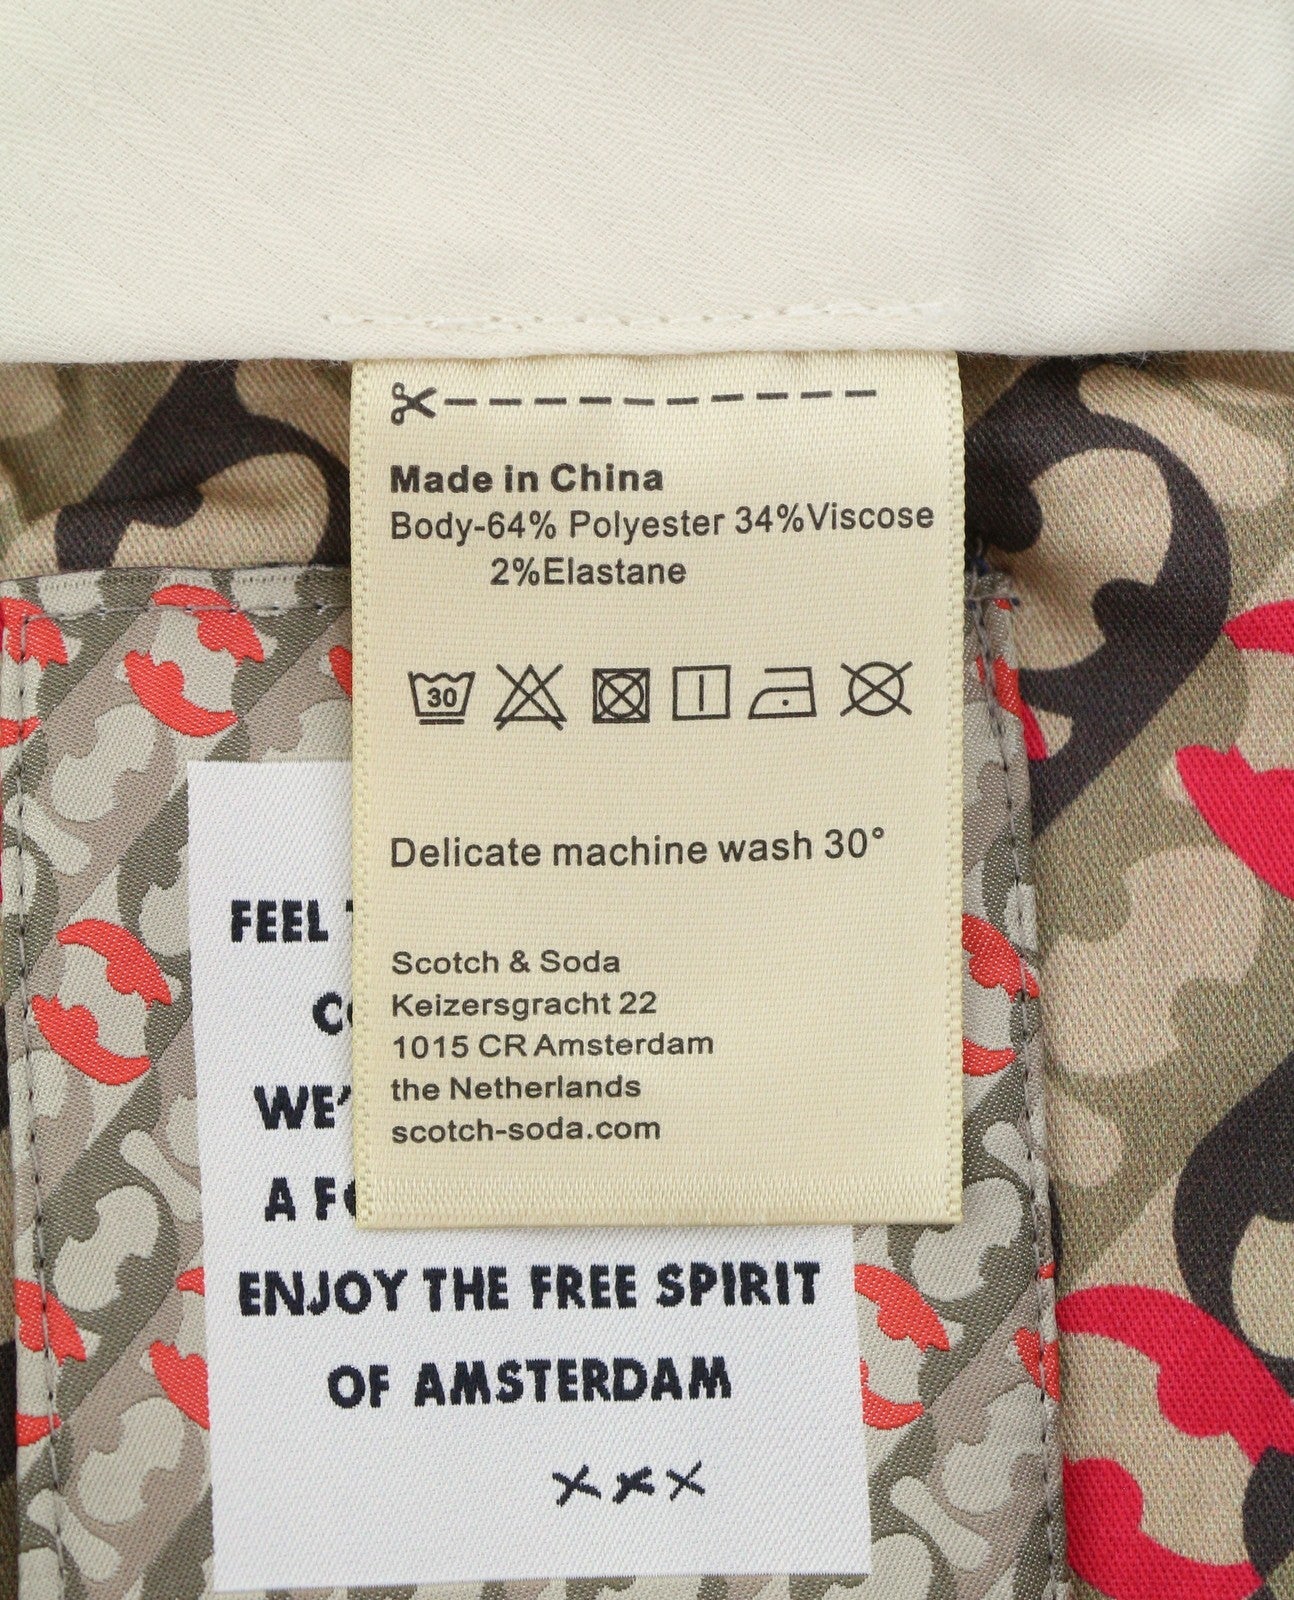 Made in China
Body-64% Polyester 34%Viscose
2%Elastane
30
Delicate machine wash 30°
Scotch & Soda
Keizersgracht 22
1015 CR Amsterdam
the Netherlands
scotch-soda.com
FEEL
WE'
A
ENJOY THE FREE SPIRIT
OF AMSTERDAM
XXX